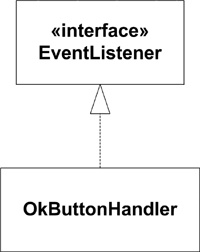 «interface»
EventListener
OkButtonHandler